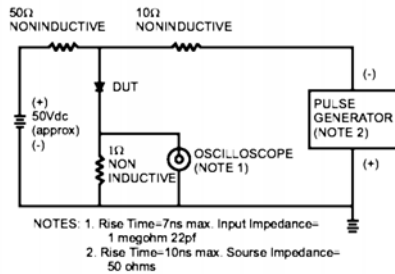 50Ω
NONINDUCTIVE
10Ω
NONINDUCTIVE
(+)
50Vdc
(approx)
(-)
DUT
1Ω
NON
INDUCTIVE
OSCILLOSCOPE
(NOTE 1)
(-)
PULSE
GENERATOR
(NOTE 2)
(+)
NOTES: 1. Rise Time=7ns max. Input Impedance=
1 megohm 22pf
2. Rise Time=10ns max. Sourse Impedance=
50 ohms